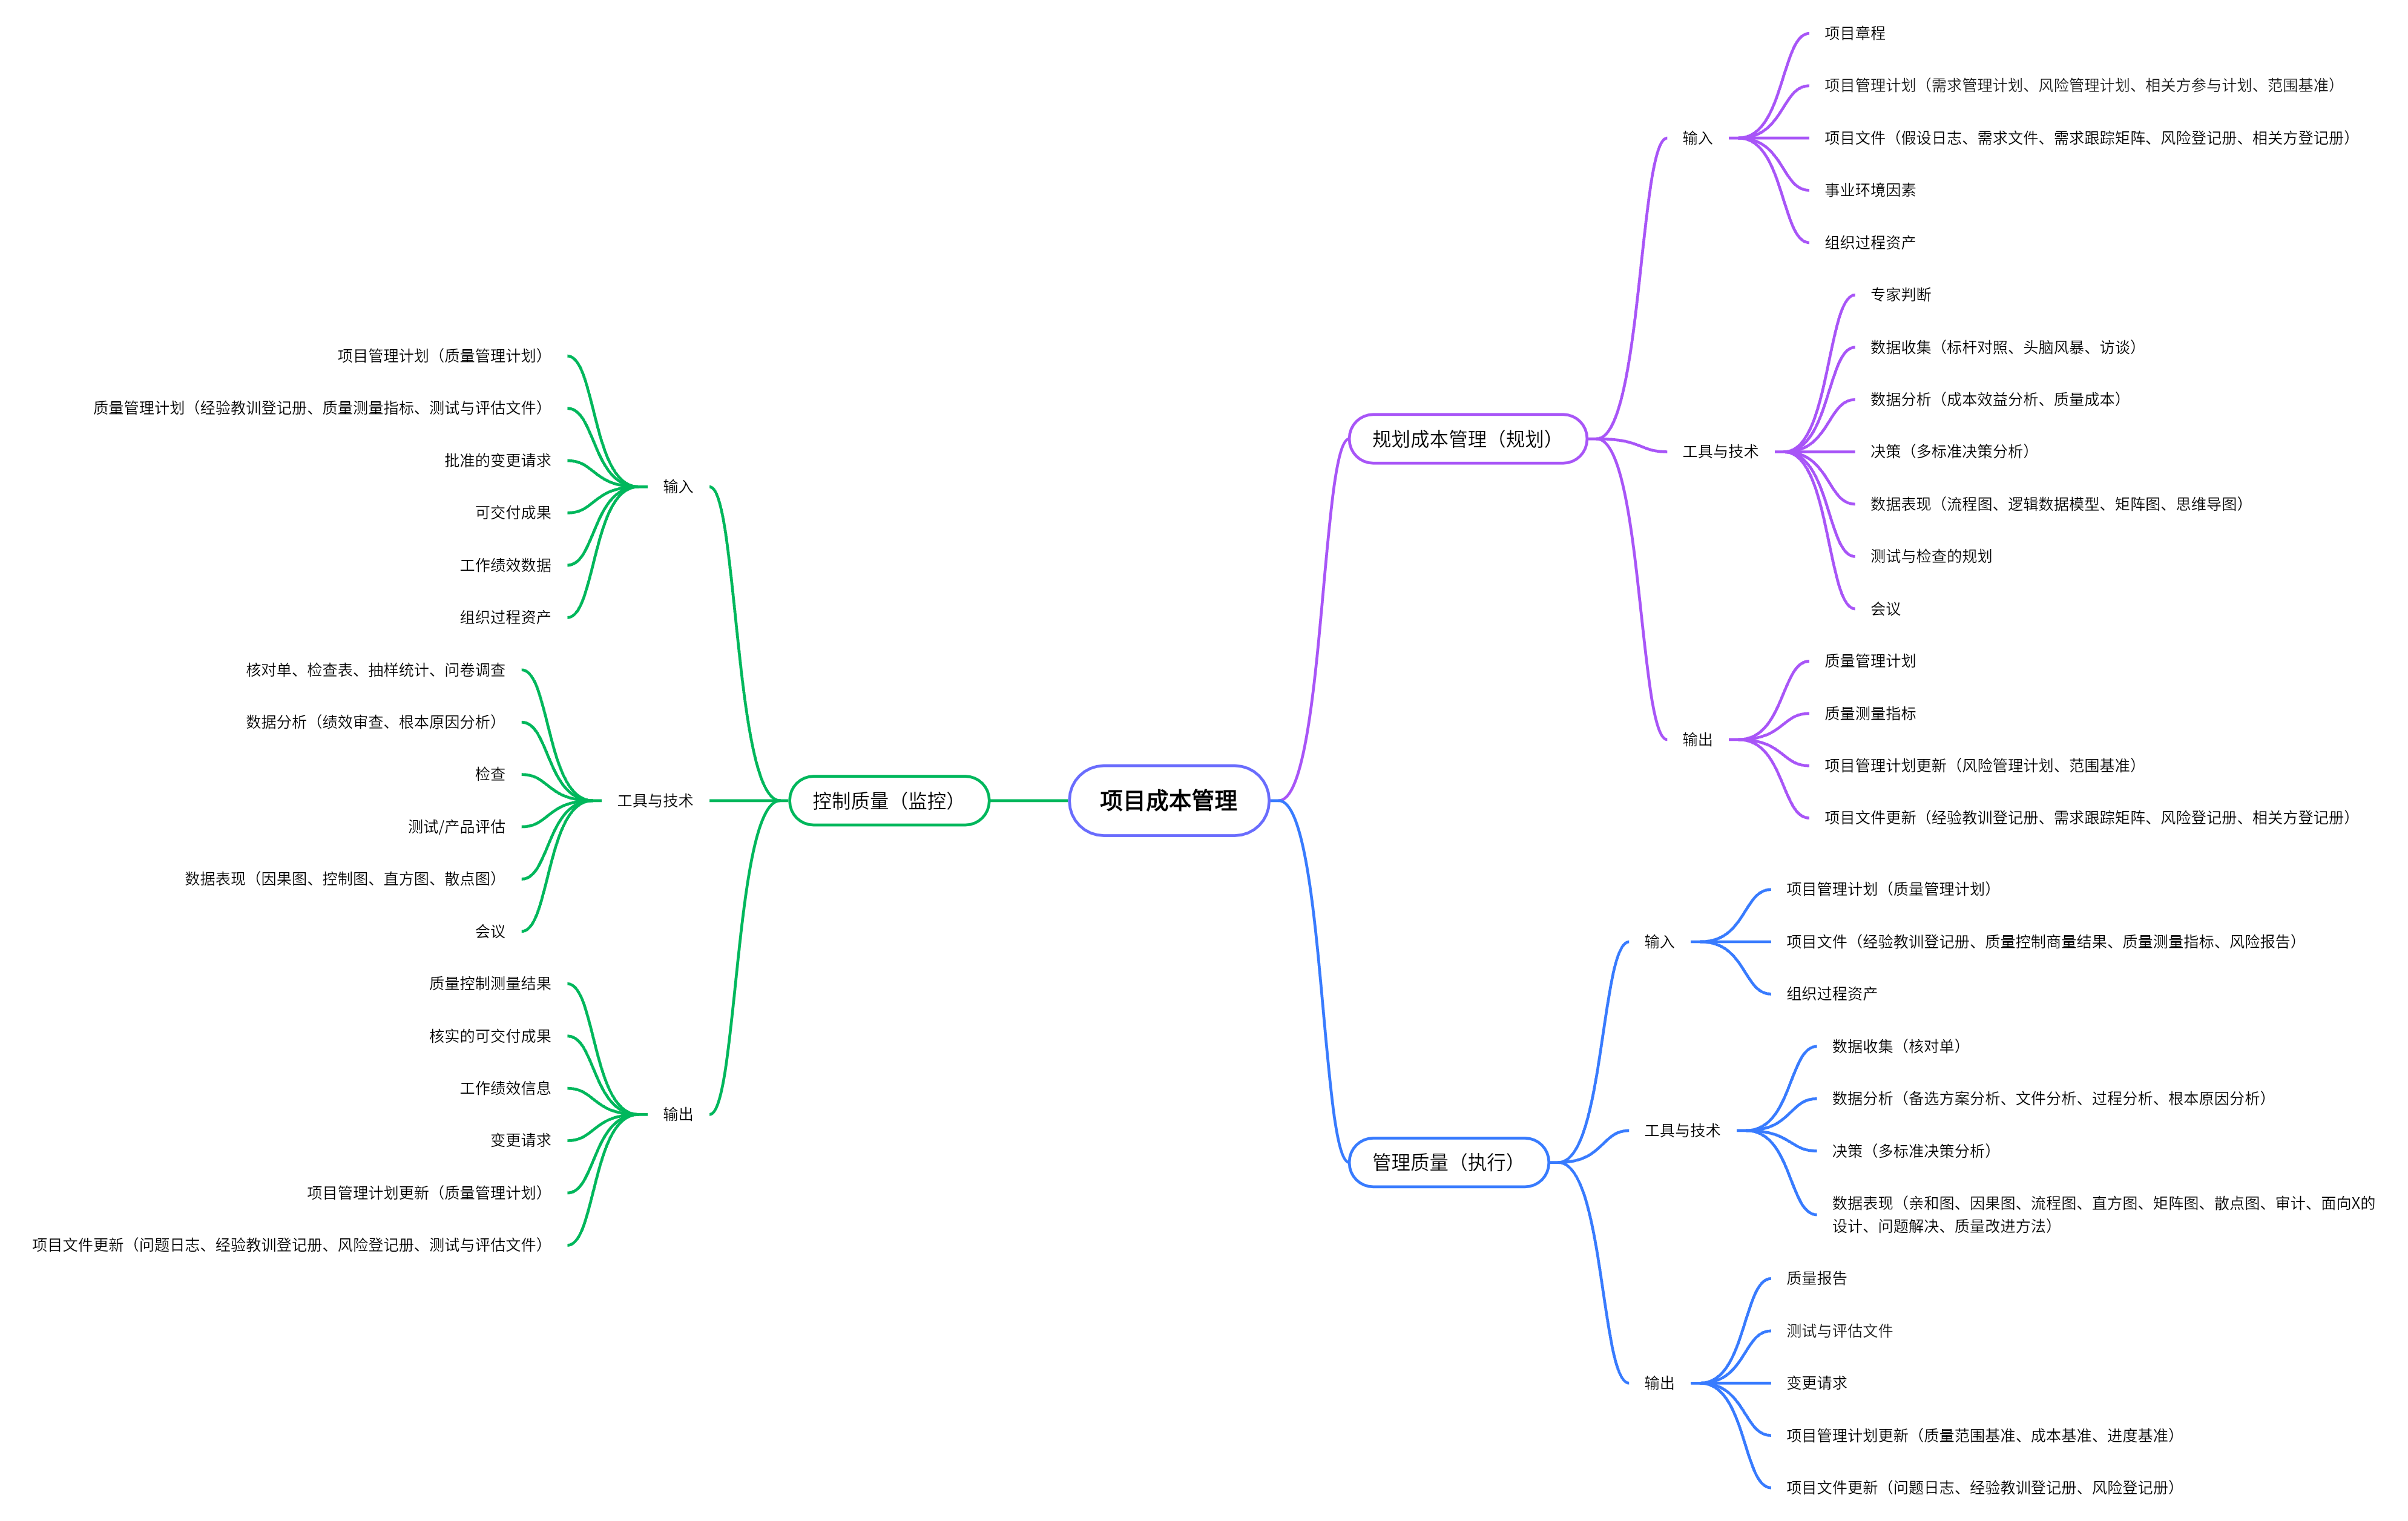 项目成本管理
规划成本管理（规划）
输入
项目章程
项目管理计划（需求管理计划、风险管理计划、相关方参与计划、范围基准）
项目文件（假设日志、需求文件、需求跟踪矩阵、风险登记册、相关方登记册）
事业环境因素
组织过程资产
工具与技术
专家判断
数据收集（标杆对照、头脑风暴、访谈）
数据分析（成本效益分析、质量成本）
决策（多标准决策分析）
数据表现（流程图、逻辑数据模型、矩阵图、思维导图）
测试与检查的规划
会议
输出
质量管理计划
质量测量指标
项目管理计划更新（风险管理计划、范围基准）
项目文件更新（经验教训登记册、需求跟踪矩阵、风险登记册、相关方登记册）
管理质量（执行）
输入
项目管理计划（质量管理计划）
项目文件（经验教训登记册、质量控制商量结果、质量测量指标、风险报告）
组织过程资产
工具与技术
数据收集（核对单）
数据分析（备选方案分析、文件分析、过程分析、根本原因分析）
决策（多标准决策分析）
数据表现（亲和图、因果图、流程图、直方图、矩阵图、散点图、审计、面向X的
设计、问题解决、质量改进方法）
输出
质量报告
测试与评估文件
变更请求
项目管理计划更新（质量范围基准、成本基准、进度基准）
项目文件更新（问题日志、经验教训登记册、风险登记册）
控制质量（监控）
输入
项目管理计划（质量管理计划）
质量管理计划（经验教训登记册、质量测量指标、测试与评估文件）
批准的变更请求
可交付成果
工作绩效数据
组织过程资产
工具与技术
核对单、检查表、抽样统计、问卷调查
数据分析（绩效审查、根本原因分析）
检查
测试/产品评估
数据表现（因果图、控制图、直方图、散点图）
会议
输出
质量控制测量结果
核实的可交付成果
工作绩效信息
变更请求
项目管理计划更新（质量管理计划）
项目文件更新（问题日志、经验教训登记册、风险登记册、测试与评估文件）